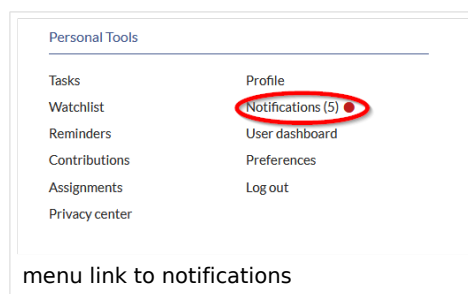 Personal Tools
Tasks
Profile
Watchlist
Notifications (5)
Reminders
User dashboard
Contributions
Preferences
Assignments
Log out
Privacy center
menu link to notifications